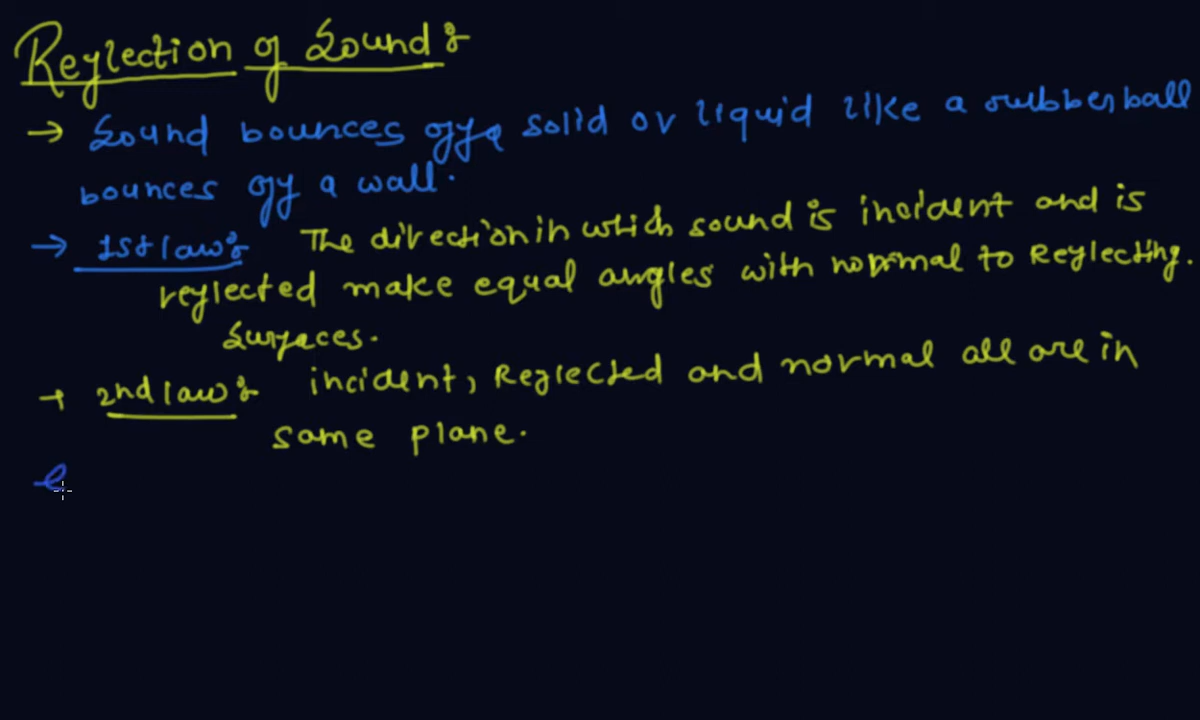 Reflection of Sound :
→ Sound bounces off a solid or liquid like a rubber ball
bounces off a wall.
→ 1st law : The direction in which sound is incident and is
reflected make equal angles with normal to Reflecting.
Surfaces.
→ 2nd law : incident, Reflected and normal all are in
same plane.
e